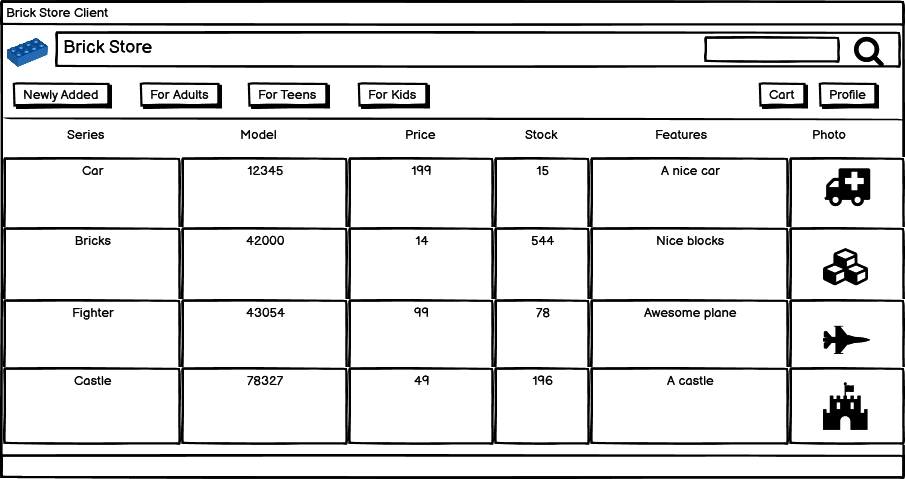 Brick Store Client
Brick Store
Newly Added For Adults For Teens For Kids Cart Profile
Series Model Price Stock Features Photo
Car 12345 199 15 A nice car
Bricks 42000 14 544 Nice blocks
Fighter 43054 99 78 Awesome plane
Castle 78327 49 196 A castle